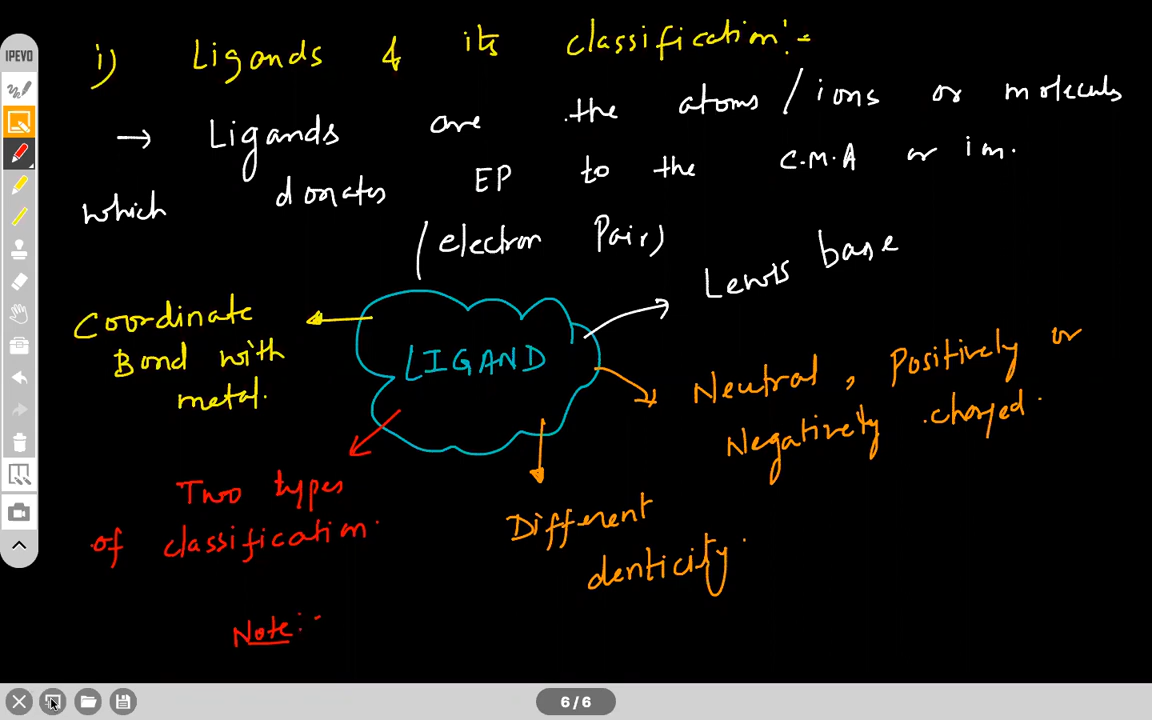 IPEVO
i) Ligands & its classification:-
→ Ligands are the atoms / ions or molecules
which donates EP to the C.M.A or im.
(electron Pair)
Lewis base
Coordinate
Bond with
metal.
LIGAND
Neutral, Positively or
Negatively charged.
Two types
of classification.
Different
denticity.
Note:-
6/6